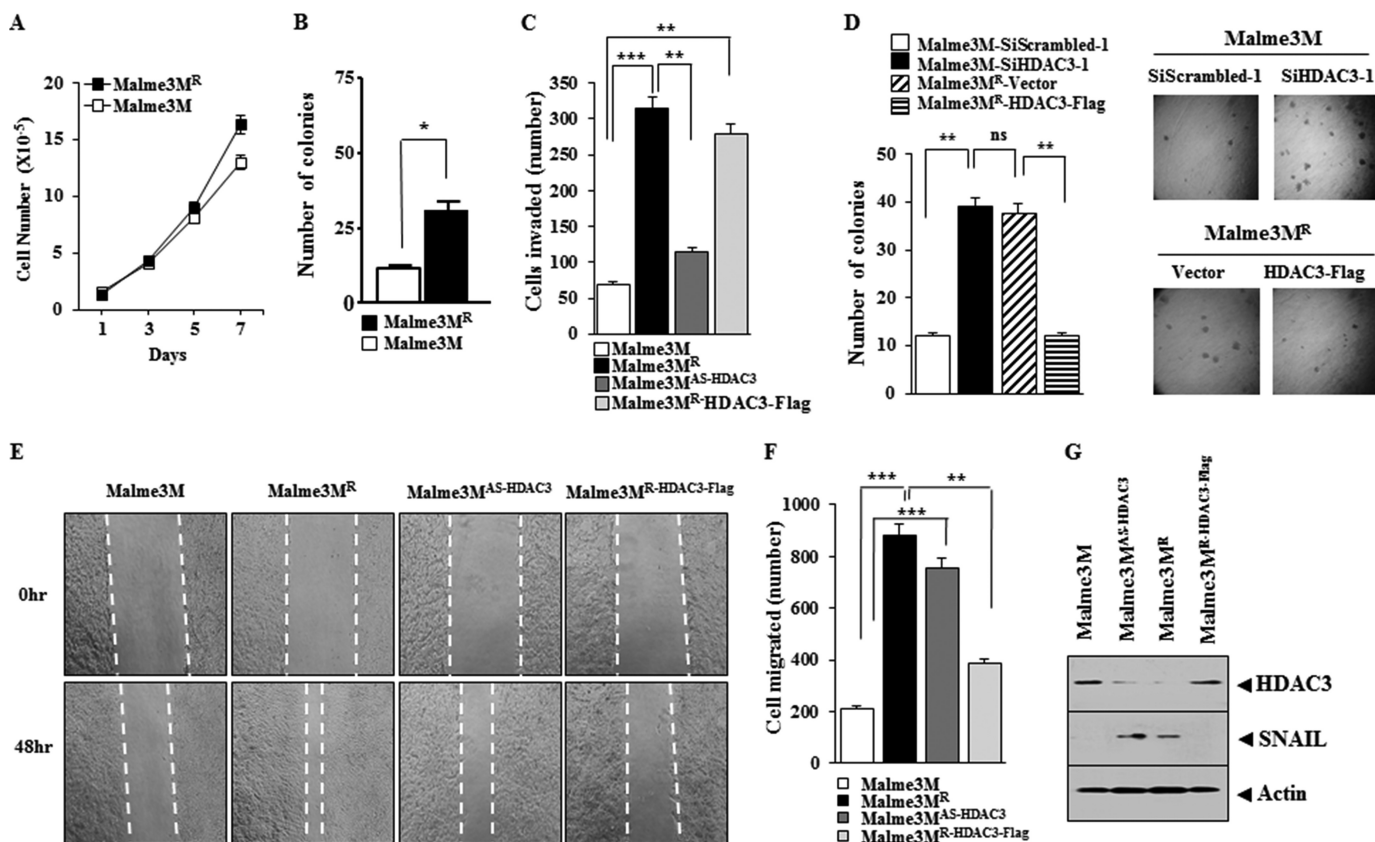 A
Malme3Mᴿ
Malme3M
Cell Number (X10⁻⁵)
20
15
10
5
0
1 3 5 7
Days
B
Number of colonies
75
50
25
0
*
Malme3Mᴿ
Malme3M
C
Cells invaded (number)
350
300
250
200
150
100
50
0
**
*** **
Malme3M
Malme3Mᴿ
Malme3Mᴬˢ⁻ᴴᴰᴬᶜ³
Malme3Mᴿ⁻HDAC3-Flag
D
Malme3M-SiScrambled-1
Malme3M-SiHDAC3-1
Malme3Mᴿ-Vector
Malme3Mᴿ-HDAC3-Flag
Number of colonies
50
40
30
20
10
0
** ns **
Malme3M
SiScrambled-1 SiHDAC3-1
Malme3Mᴿ
Vector HDAC3-Flag
E
Malme3M Malme3Mᴿ Malme3Mᴬˢ⁻ᴴᴰᴬᶜ³ Malme3Mᴿ⁻ᴴᴰᴬᶜ³⁻ᶠˡᵃᵍ
0hr
48hr
F
Cell migrated (number)
1000
800
600
400
200
0
*** **
***
Malme3M
Malme3Mᴿ
Malme3Mᴬˢ⁻ᴴᴰᴬᶜ³
Malme3Mᴿ⁻ᴴᴰᴬᶜ³⁻ᶠˡᵃᵍ
G
Malme3M
Malme3Mᴬˢ⁻ᴴᴰᴬᶜ³
Malme3Mᴿ
Malme3Mᴿ⁻ᴴᴰᴬᶜ³⁻ᶠˡᵃᵍ
HDAC3
SNAIL
Actin